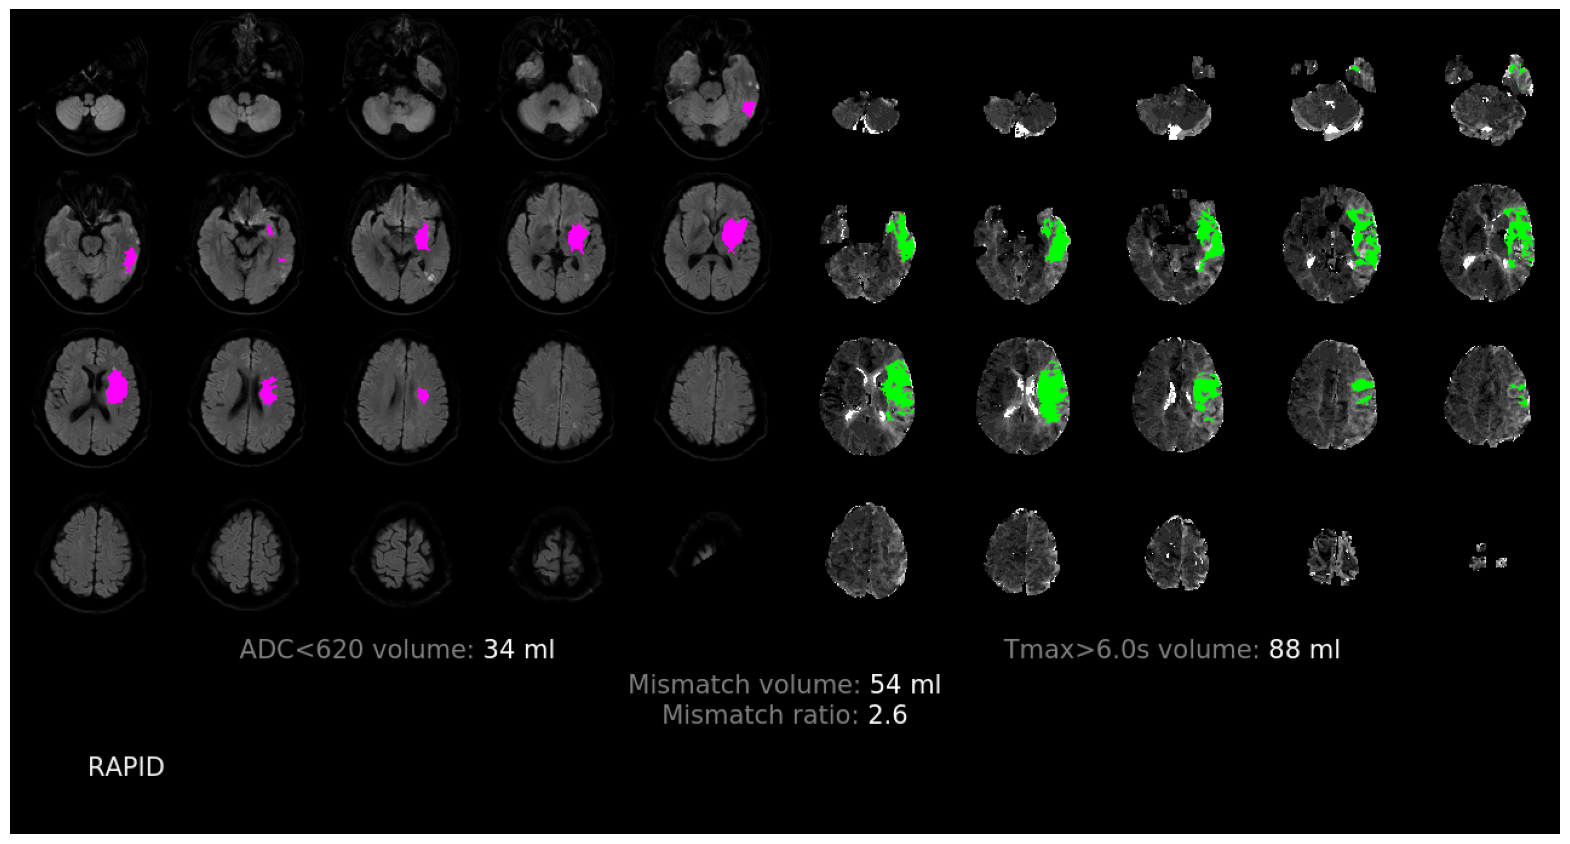 ADC<620 volume: 34 ml
Tmax>6.0s volume: 88 ml
Mismatch volume: 54 ml
Mismatch ratio: 2.6
RAPID